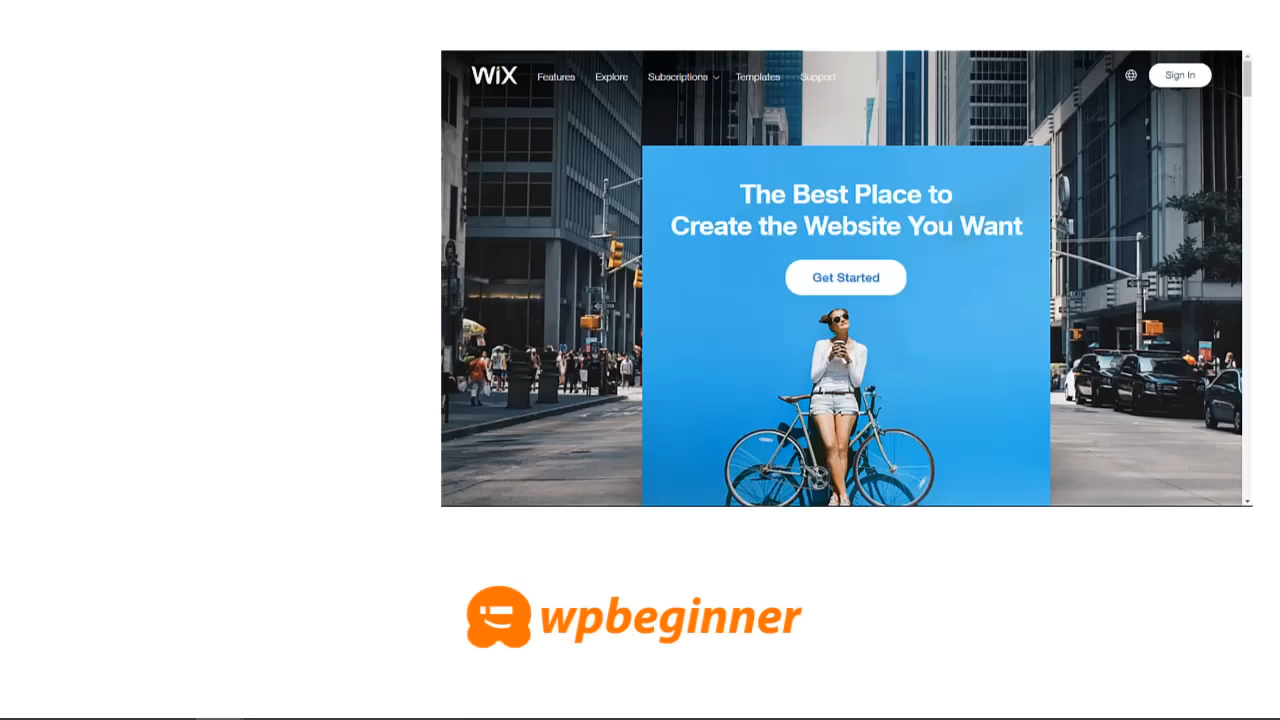 WiX Features Explore Subscriptions Templates Support Sign In
The Best Place to
Create the Website You Want
Get Started
wpbeginner